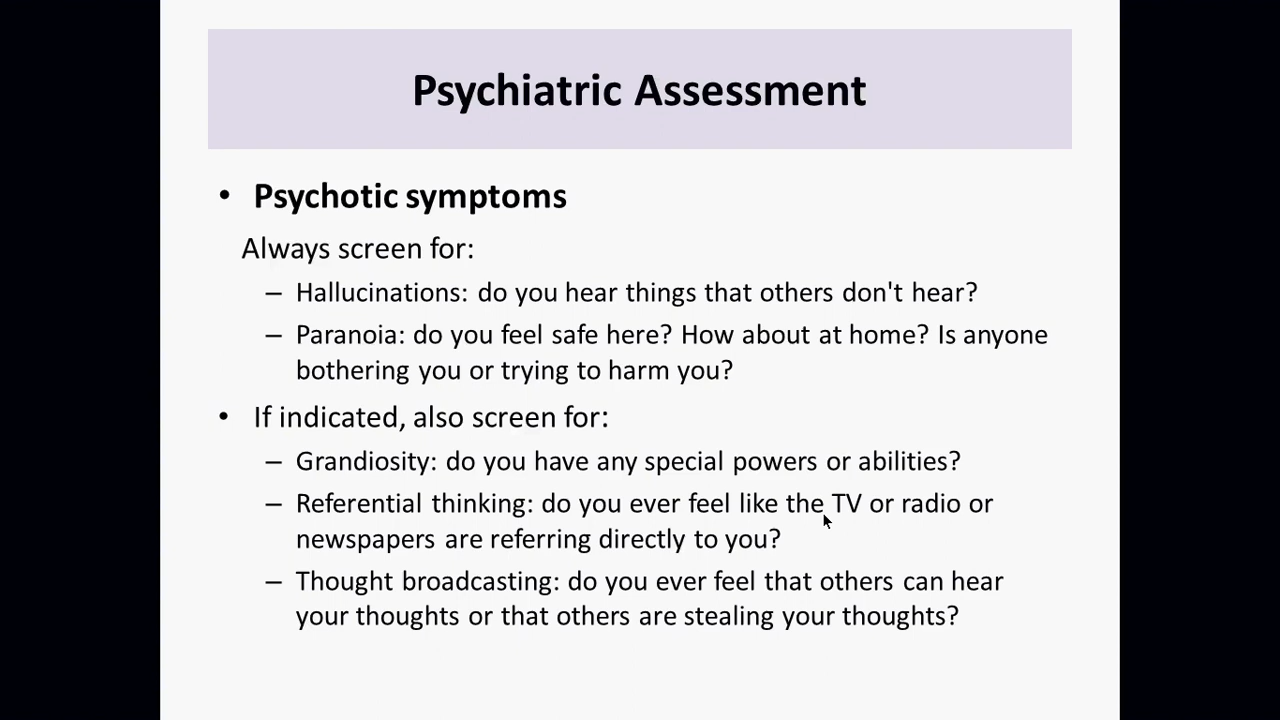 Psychiatric Assessment
• Psychotic symptoms
Always screen for:
– Hallucinations: do you hear things that others don't hear?
– Paranoia: do you feel safe here? How about at home? Is anyone
bothering you or trying to harm you?
• If indicated, also screen for:
– Grandiosity: do you have any special powers or abilities?
– Referential thinking: do you ever feel like the TV or radio or
newspapers are referring directly to you?
– Thought broadcasting: do you ever feel that others can hear
your thoughts or that others are stealing your thoughts?